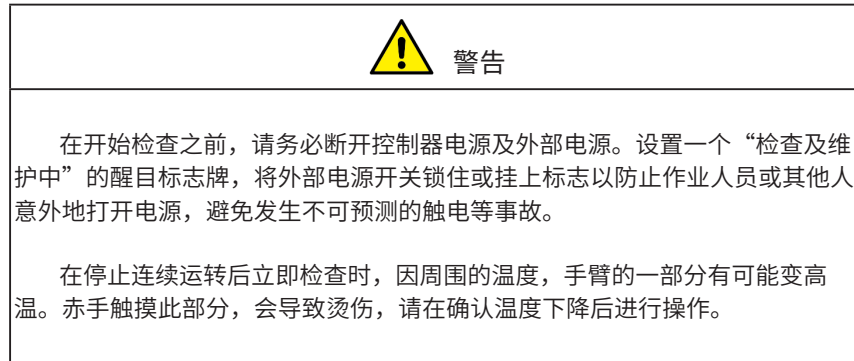 警告
在开始检查之前，请务必断开控制器电源及外部电源。设置一个“检查及维
护中”的醒目标志牌，将外部电源开关锁住或挂上标志以防止作业人员或其他人
意外地打开电源，避免发生不可预测的触电等事故。
在停止连续运转后立即检查时，因周围的温度，手臂的一部分有可能变高
温。赤手触摸此部分，会导致烫伤，请在确认温度下降后进行操作。